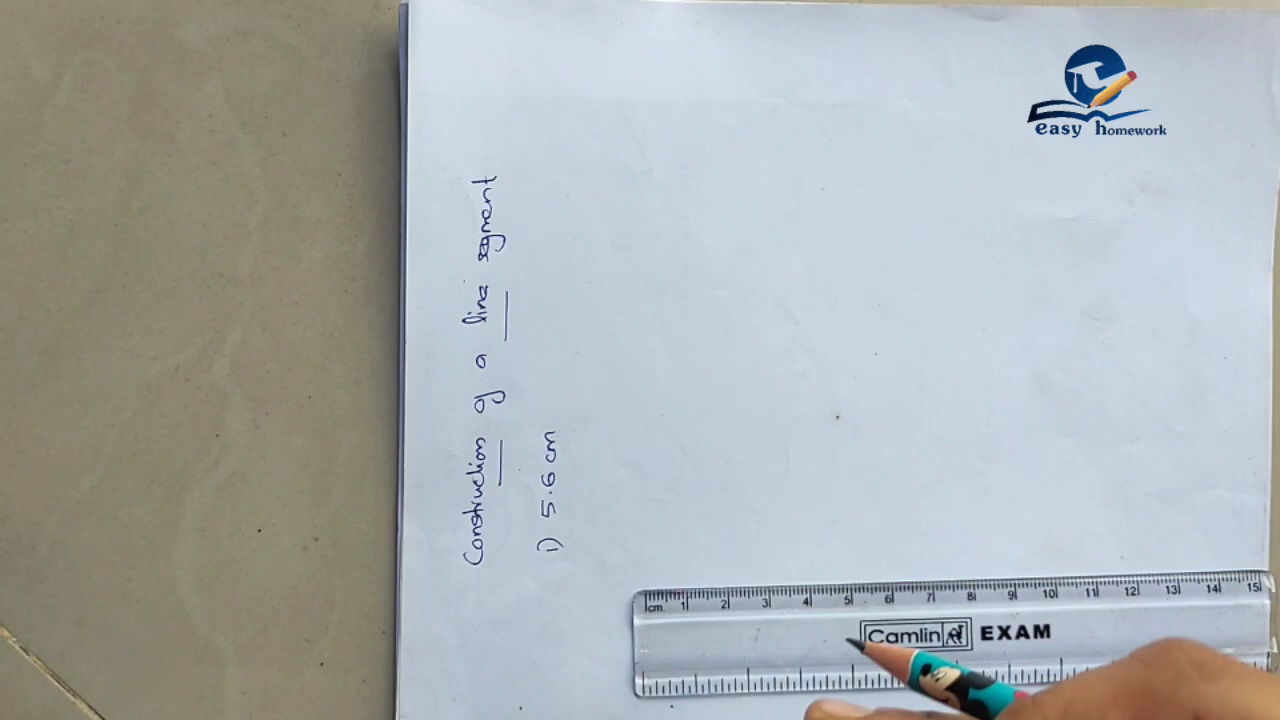 Construction of a line segment
1) 5.6 cm
easy homework
cm 1 2 3 4 5 6 7 8 9 10 11 12 13 14 15
Camlin EXAM